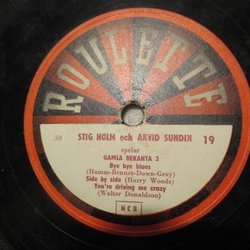 ROULETTE
38 STIG HOLM och ARVID SUNDIN 19
spelar
GAMLA BEKANTA 2
Bye bye blues
(Hamm-Bennet-Down-Gray)
Side by side (Harry Woods)
You're driving me crazy
(Walter Donaldson)
NCB